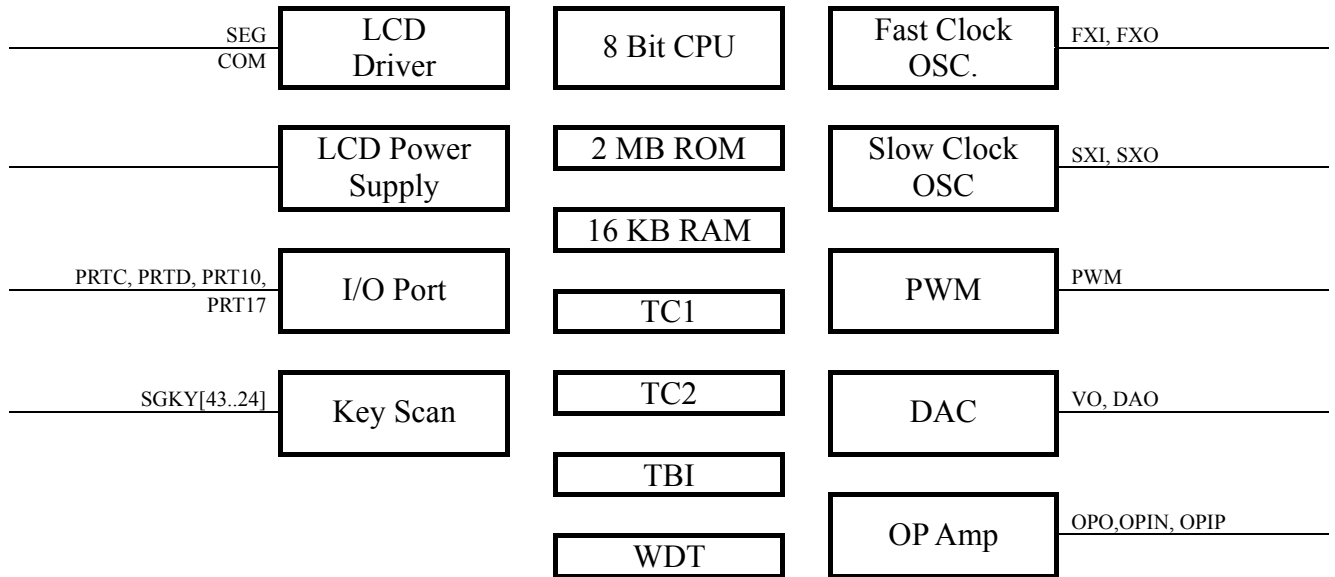 SEG
COM
LCD
Driver
LCD Power
Supply
PRTC, PRTD, PRT10,
PRT17
I/O Port
SGKY[43..24]
Key Scan
8 Bit CPU
2 MB ROM
16 KB RAM
TC1
TC2
TBI
WDT
Fast Clock
OSC.
FXI, FXO
Slow Clock
OSC
SXI, SXO
PWM
PWM
DAC
VO, DAO
OP Amp
OPO,OPIN, OPIP